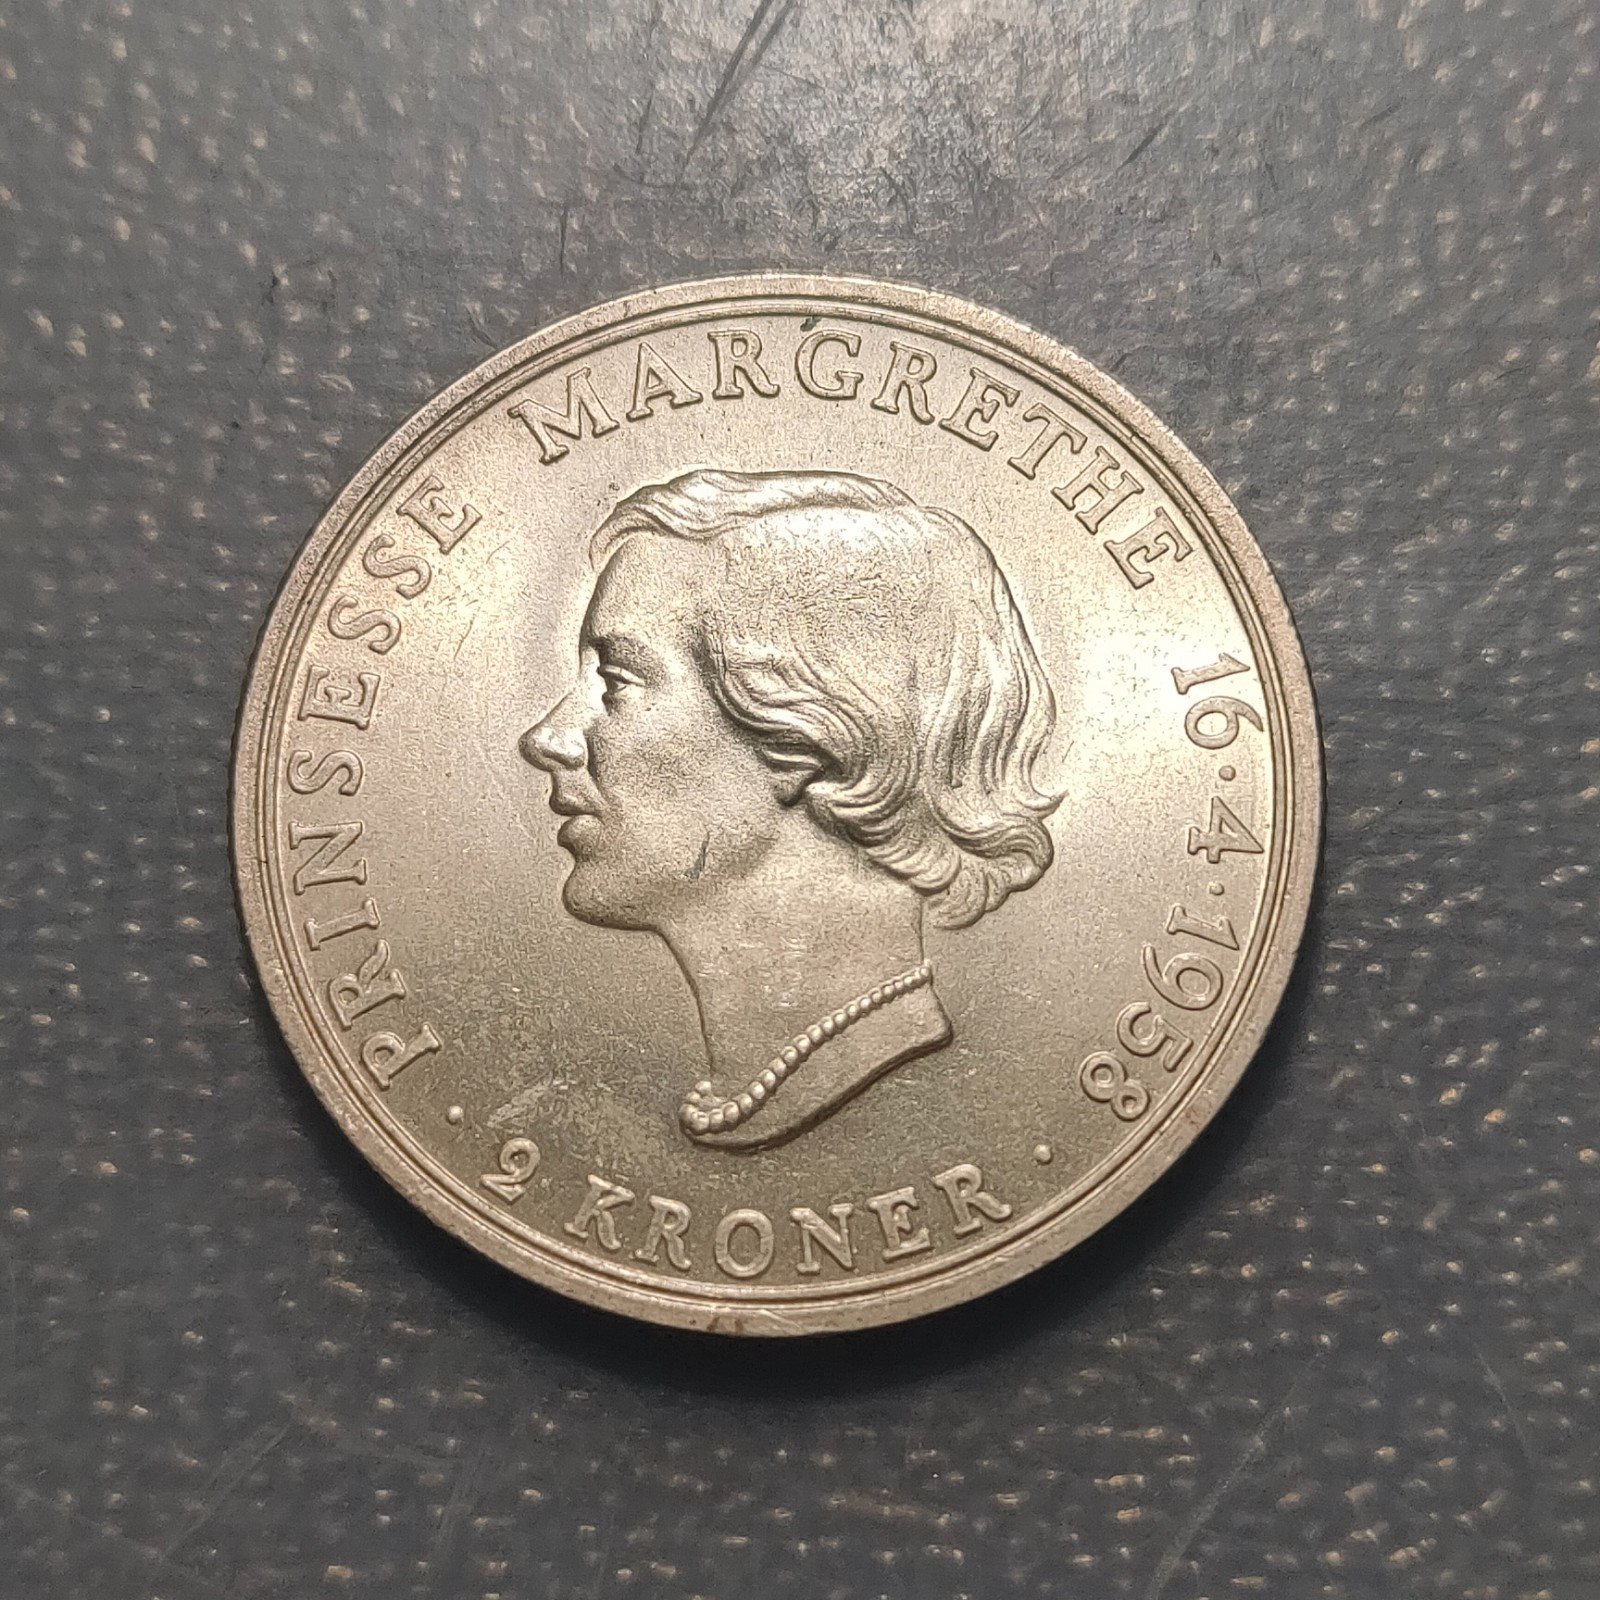 PRINSESSE MARGRETHE 16·4·1958
· 2 KRONER ·